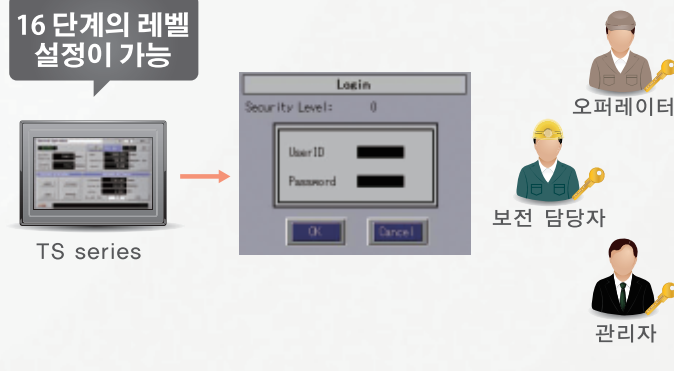 16 단계의 레벨
설정이 가능
TS series
Login
Security Level: 0
UserID
Password
OK Cancel
오퍼레이터
보전 담당자
관리자